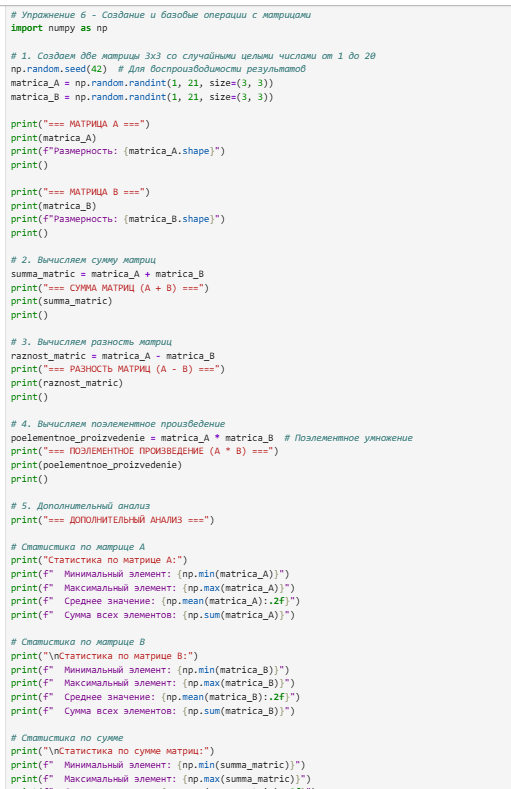 # Упражнение 6 - Создание и базовые операции с матрицами
import numpy as np
# 1. Создаем две матрицы 3x3 со случайными целыми числами от 1 до 20
np.random.seed(42)  # Для воспроизводимости результатов
matrica_A = np.random.randint(1, 21, size=(3, 3))
matrica_B = np.random.randint(1, 21, size=(3, 3))
print("=== МАТРИЦА A ===")
print(matrica_A)
print(f"Размерность: {matrica_A.shape}")
print()
print("=== МАТРИЦА B ===")
print(matrica_B)
print(f"Размерность: {matrica_B.shape}")
print()
# 2. Вычисляем сумму матриц
summa_matric = matrica_A + matrica_B
print("=== СУММА МАТРИЦ (A + B) ===")
print(summa_matric)
print()
# 3. Вычисляем разность матриц
raznost_matric = matrica_A - matrica_B
print("=== РАЗНОСТЬ МАТРИЦ (A - B) ===")
print(raznost_matric)
print()
# 4. Вычисляем поэлементное произведение
poelementnoe_proizvedenie = matrica_A * matrica_B  # Поэлементное умножение
print("=== ПОЭЛЕМЕНТНОЕ ПРОИЗВЕДЕНИЕ (A * B) ===")
print(poelementnoe_proizvedenie)
print()
# 5. Дополнительный анализ
print("=== ДОПОЛНИТЕЛЬНЫЙ АНАЛИЗ ===")
# Статистика по матрице A
print("Статистика по матрице A:")
print(f"  Минимальный элемент: {np.min(matrica_A)}")
print(f"  Максимальный элемент: {np.max(matrica_A)}")
print(f"  Среднее значение: {np.mean(matrica_A):.2f}")
print(f"  Сумма всех элементов: {np.sum(matrica_A)}")
# Статистика по матрице B
print("\nСтатистика по матрице B:")
print(f"  Минимальный элемент: {np.min(matrica_B)}")
print(f"  Максимальный элемент: {np.max(matrica_B)}")
print(f"  Среднее значение: {np.mean(matrica_B):.2f}")
print(f"  Сумма всех элементов: {np.sum(matrica_B)}")
# Статистика по сумме
print("\nСтатистика по сумме матриц:")
print(f"  Минимальный элемент: {np.min(summa_matric)}")
print(f"  Максимальный элемент: {np.max(summa_matric)}")